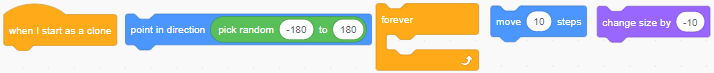 when I start as a clone
point in direction pick random -180 to 180
forever
move 10 steps
change size by -10